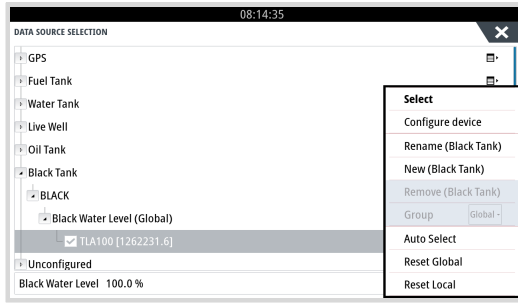 08:14:35
DATA SOURCE SELECTION
GPS
Fuel Tank
Water Tank
Live Well
Oil Tank
Black Tank
BLACK
Black Water Level (Global)
TLA100 [1262231.6]
Unconfigured
Black Water Level 100.0 %
Select
Configure device
Rename (Black Tank)
New (Black Tank)
Remove (Black Tank)
Group Global -
Auto Select
Reset Global
Reset Local